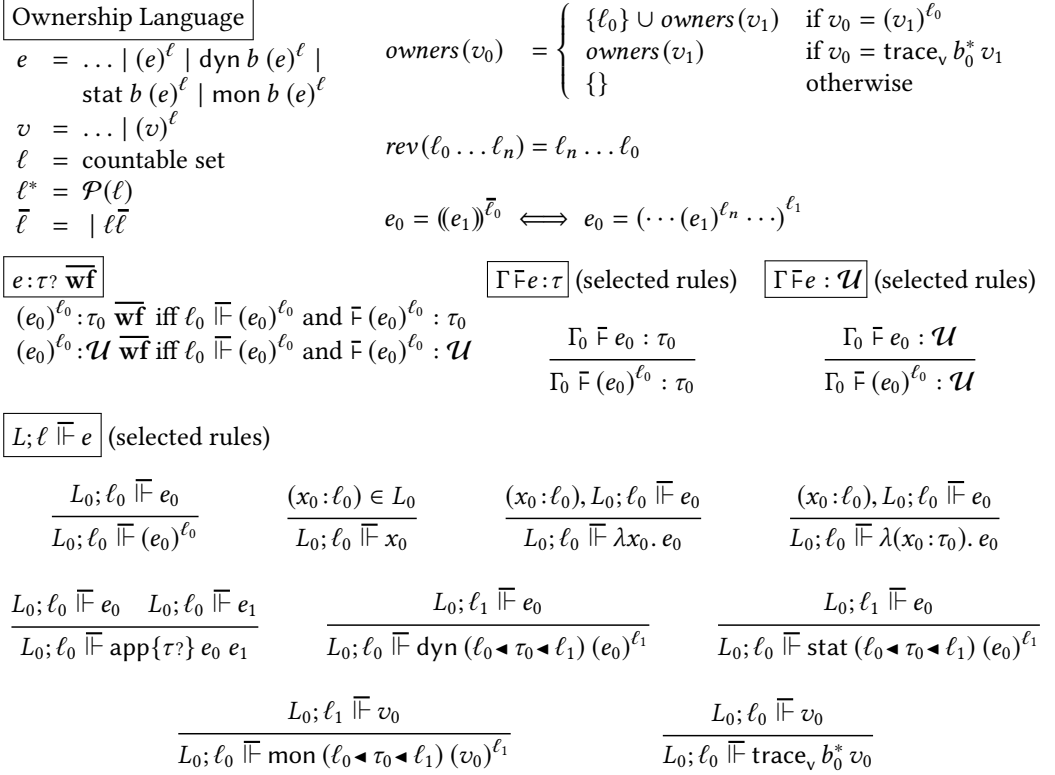 Ownership Language
e = … | (e)^ℓ | dyn b (e)^ℓ |
stat b (e)^ℓ | mon b (e)^ℓ
v = … | (v)^ℓ
ℓ = countable set
ℓ* = 𝒫(ℓ)
ℓ̄ = | ℓℓ̄
owners(v₀) = { {ℓ₀} ∪ owners(v₁) if v₀ = (v₁)^ℓ₀
owners(v₁) if v₀ = trace_v b₀* v₁
{} otherwise
rev(ℓ₀ … ℓₙ) = ℓₙ … ℓ₀
e₀ = ⦅e₁⦆^ℓ̄₀ ⟺ e₀ = (⋯ (e₁)^ℓₙ ⋯)^ℓ₁
e : τ? w̅f̅
(e₀)^ℓ₀ : τ₀ w̅f̅ iff ℓ₀ ⊩̅ (e₀)^ℓ₀ and ⊢̅ (e₀)^ℓ₀ : τ₀
(e₀)^ℓ₀ : 𝒰 w̅f̅ iff ℓ₀ ⊩̅ (e₀)^ℓ₀ and ⊢̅ (e₀)^ℓ₀ : 𝒰
Γ ⊢̅ e : τ (selected rules)
Γ₀ ⊢̅ e₀ : τ₀
Γ₀ ⊢̅ (e₀)^ℓ₀ : τ₀
Γ ⊢̅ e : 𝒰 (selected rules)
Γ₀ ⊢̅ e₀ : 𝒰
Γ₀ ⊢̅ (e₀)^ℓ₀ : 𝒰
L; ℓ ⊩̅ e (selected rules)
L₀; ℓ₀ ⊩̅ e₀
L₀; ℓ₀ ⊩̅ (e₀)^ℓ₀
(x₀ : ℓ₀) ∈ L₀
L₀; ℓ₀ ⊩̅ x₀
(x₀ : ℓ₀), L₀; ℓ₀ ⊩̅ e₀
L₀; ℓ₀ ⊩̅ λx₀. e₀
(x₀ : ℓ₀), L₀; ℓ₀ ⊩̅ e₀
L₀; ℓ₀ ⊩̅ λ(x₀ : τ₀). e₀
L₀; ℓ₀ ⊩̅ e₀ L₀; ℓ₀ ⊩̅ e₁
L₀; ℓ₀ ⊩̅ app{τ?} e₀ e₁
L₀; ℓ₁ ⊩̅ e₀
L₀; ℓ₀ ⊩̅ dyn (ℓ₀ ◂ τ₀ ◂ ℓ₁) (e₀)^ℓ₁
L₀; ℓ₁ ⊩̅ e₀
L₀; ℓ₀ ⊩̅ stat (ℓ₀ ◂ τ₀ ◂ ℓ₁) (e₀)^ℓ₁
L₀; ℓ₁ ⊩̅ v₀
L₀; ℓ₀ ⊩̅ mon (ℓ₀ ◂ τ₀ ◂ ℓ₁) (v₀)^ℓ₁
L₀; ℓ₀ ⊩̅ v₀
L₀; ℓ₀ ⊩̅ trace_v b₀* v₀